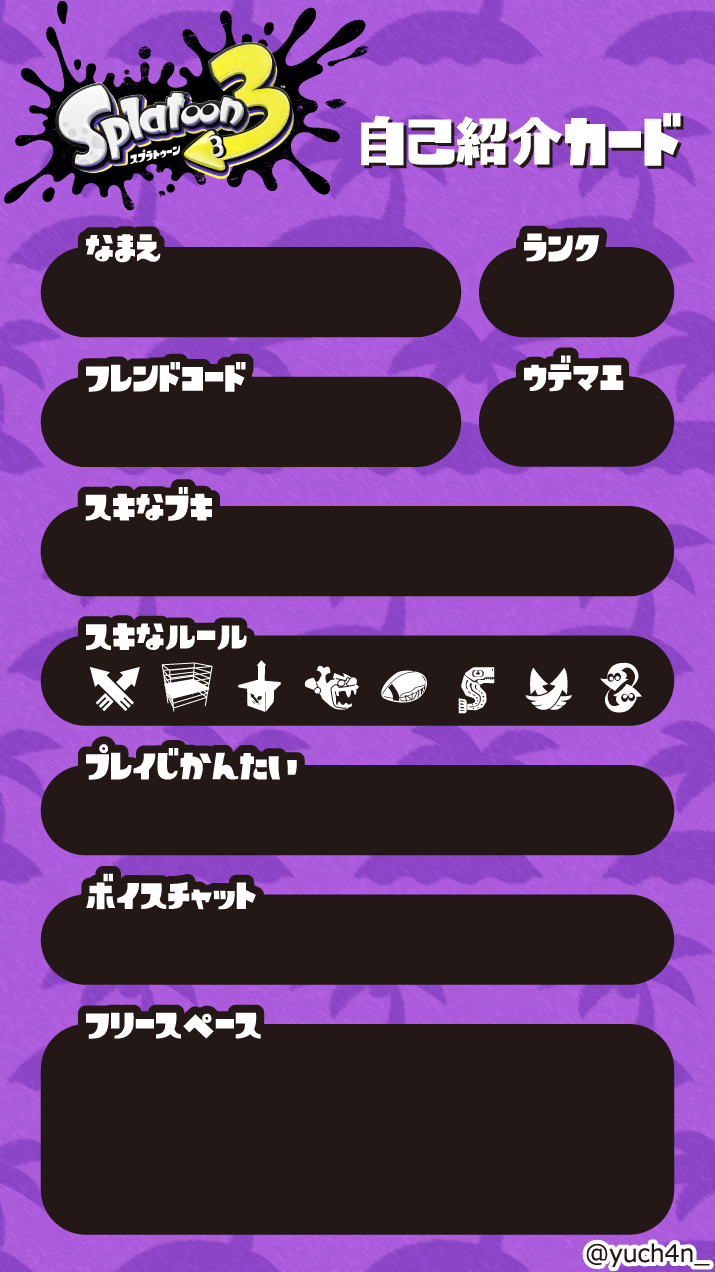 Splatoon 3
スプラトゥーン 3
自己紹介カード
なまえ
ランク
フレンドコード
ウデマエ
スキなブキ
スキなルール
プレイじかんたい
ボイスチャット
フリースペース
@yuch4n_